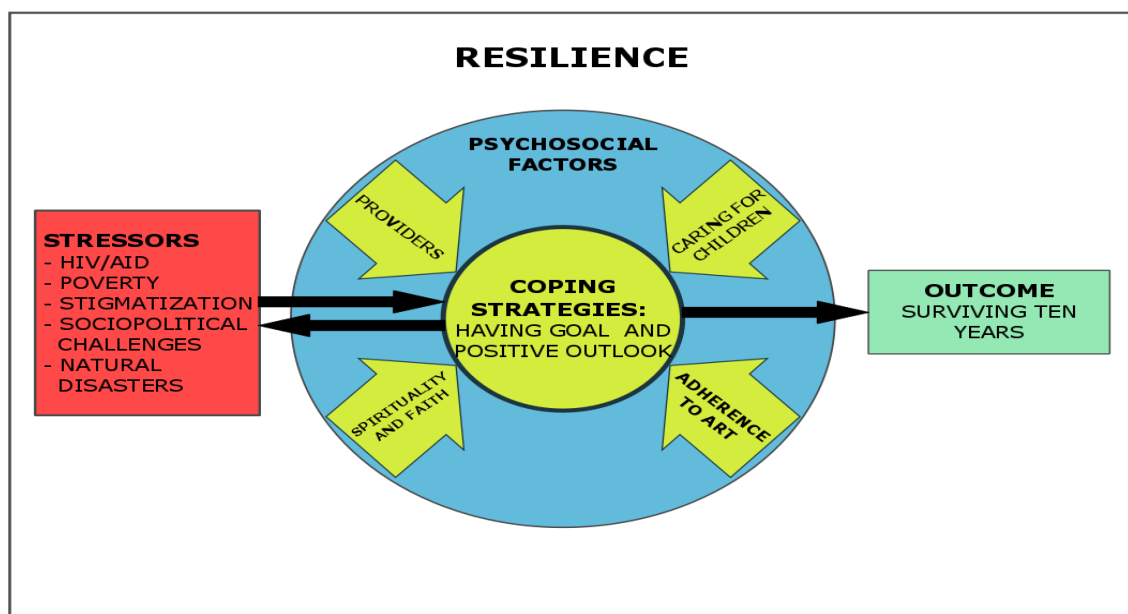 RESILIENCE
PSYCHOSOCIAL
FACTORS
PROVIDERS
CARING FOR
CHILDREN
STRESSORS
- HIV/AID
- POVERTY
- STIGMATIZATION
- SOCIOPOLITICAL
CHALLENGES
- NATURAL
DISASTERS
COPING
STRATEGIES:
HAVING GOAL AND
POSITIVE OUTLOOK
OUTCOME
SURVIVING TEN
YEARS
SPIRITUALITY
AND FAITH
ADHERENCE
TO ART